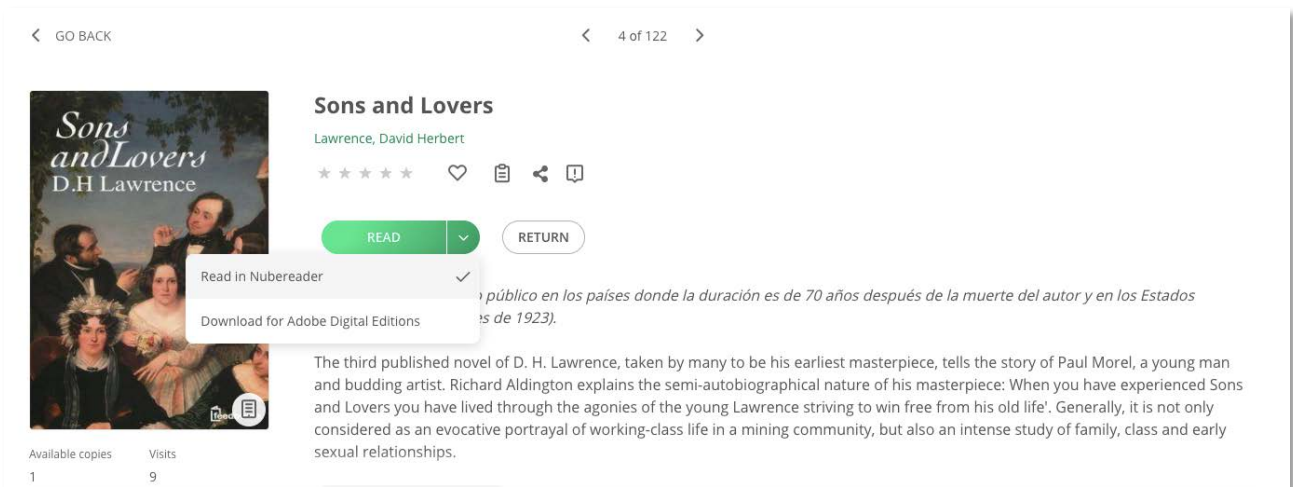 GO BACK
4 of 122
Sons
and Lovers
D.H Lawrence
Sons and Lovers
Lawrence, David Herbert
READ
RETURN
Read in Nubereader
Download for Adobe Digital Editions
público en los países donde la duración es de 70 años después de la muerte del autor y en los Estados
de 1923).
The third published novel of D. H. Lawrence, taken by many to be his earliest masterpiece, tells the story of Paul Morel, a young man
and budding artist. Richard Aldington explains the semi-autobiographical nature of his masterpiece: When you have experienced Sons
and Lovers you have lived through the agonies of the young Lawrence striving to win free from his old life'. Generally, it is not only
considered as an evocative portrayal of working-class life in a mining community, but also an intense study of family, class and early
sexual relationships.
Available copies
Visits
1
9